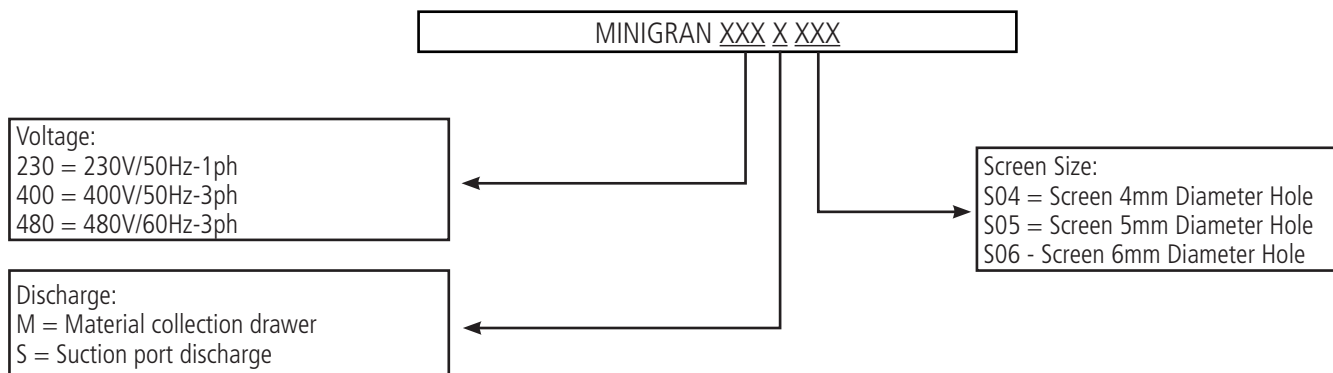 MINIGRAN XXX X XXX
Voltage:
230 = 230V/50Hz-1ph
400 = 400V/50Hz-3ph
480 = 480V/60Hz-3ph
Screen Size:
S04 = Screen 4mm Diameter Hole
S05 = Screen 5mm Diameter Hole
S06 - Screen 6mm Diameter Hole
Discharge:
M = Material collection drawer
S = Suction port discharge